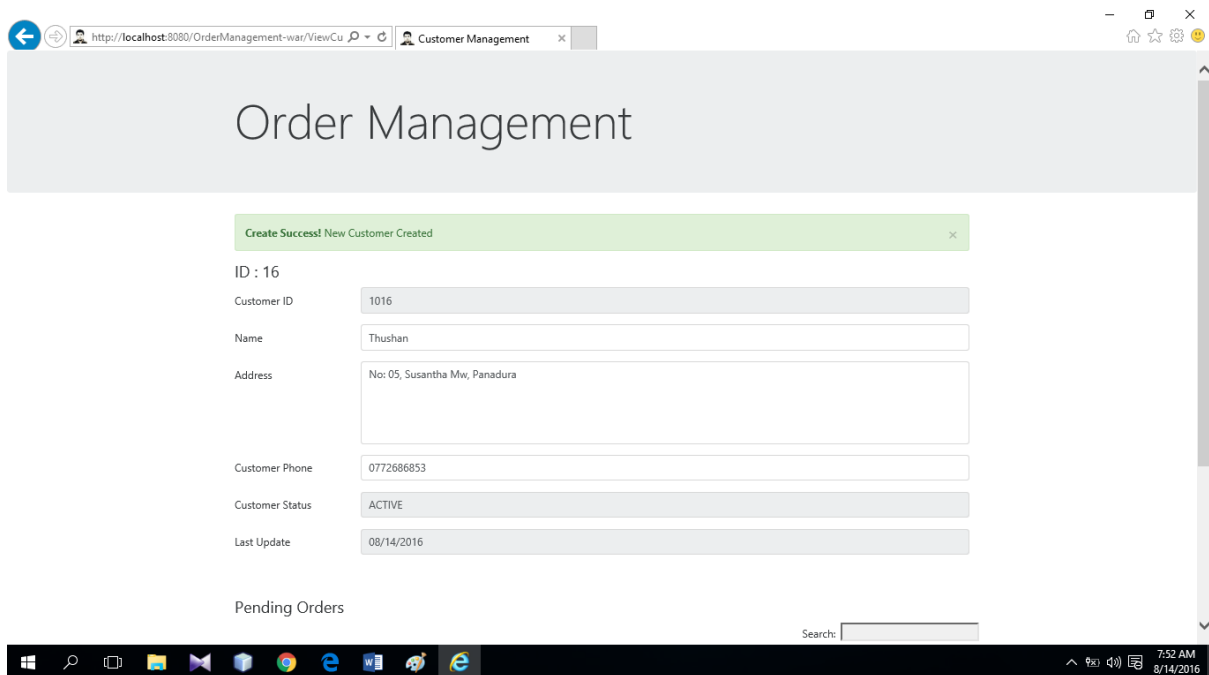 http://localhost:8080/OrderManagement-war/ViewCu
Customer Management
Order Management
Create Success! New Customer Created
ID : 16
Customer ID 1016
Name Thushan
Address No: 05, Susantha Mw, Panadura
Customer Phone 0772686853
Customer Status ACTIVE
Last Update 08/14/2016
Pending Orders
Search:
7:52 AM
8/14/2016